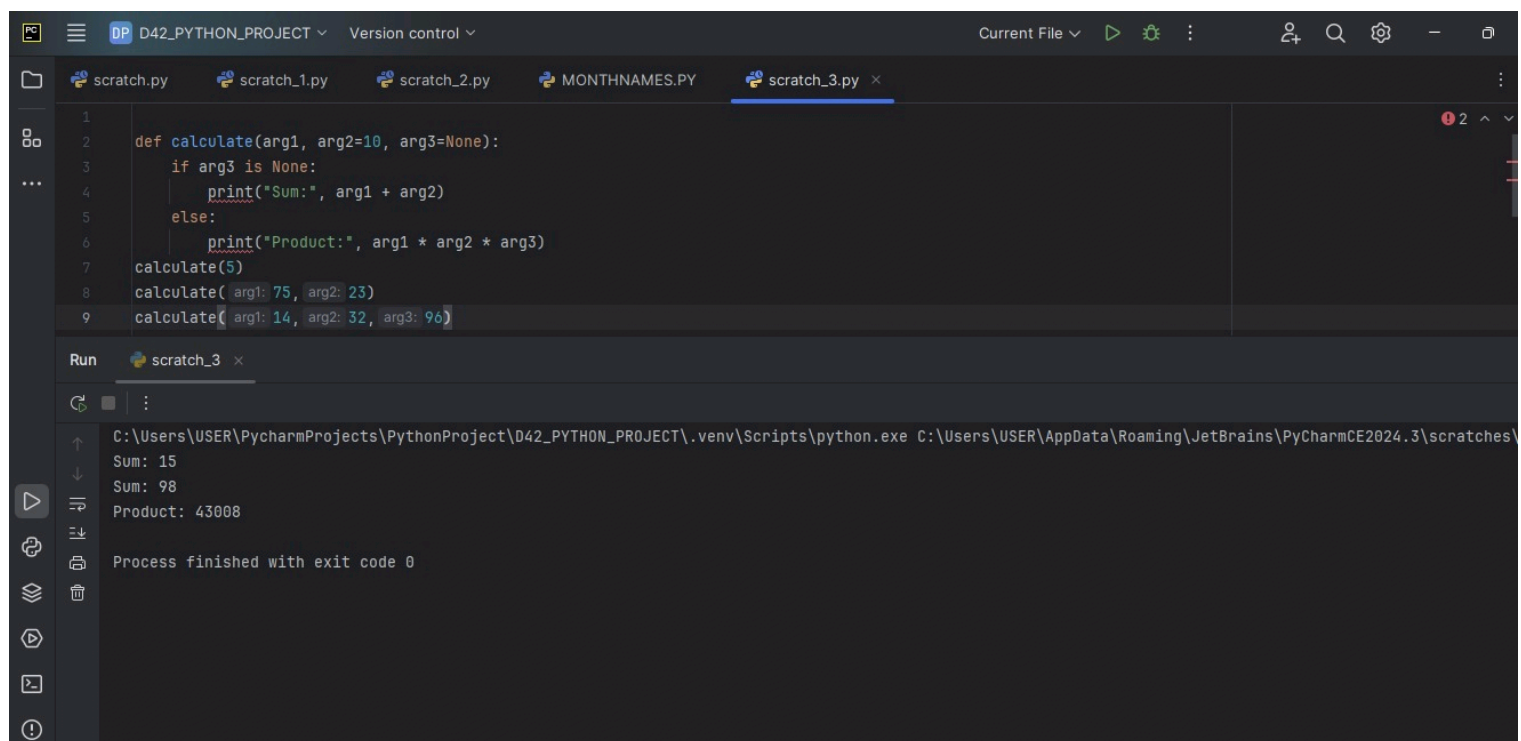 PC DP D42_PYTHON_PROJECT Version control Current File
scratch.py scratch_1.py scratch_2.py MONTHNAMES.PY scratch_3.py ×
1
2 def calculate(arg1, arg2=10, arg3=None):
3 if arg3 is None:
4 print("Sum:", arg1 + arg2)
5 else:
6 print("Product:", arg1 * arg2 * arg3)
7 calculate(5)
8 calculate( arg1: 75, arg2: 23)
9 calculate( arg1: 14, arg2: 32, arg3: 96)
2
Run scratch_3 ×
C:\Users\USER\PycharmProjects\PythonProject\D42_PYTHON_PROJECT\.venv\Scripts\python.exe C:\Users\USER\AppData\Roaming\JetBrains\PyCharmCE2024.3\scratches\
Sum: 15
Sum: 98
Product: 43008
Process finished with exit code 0